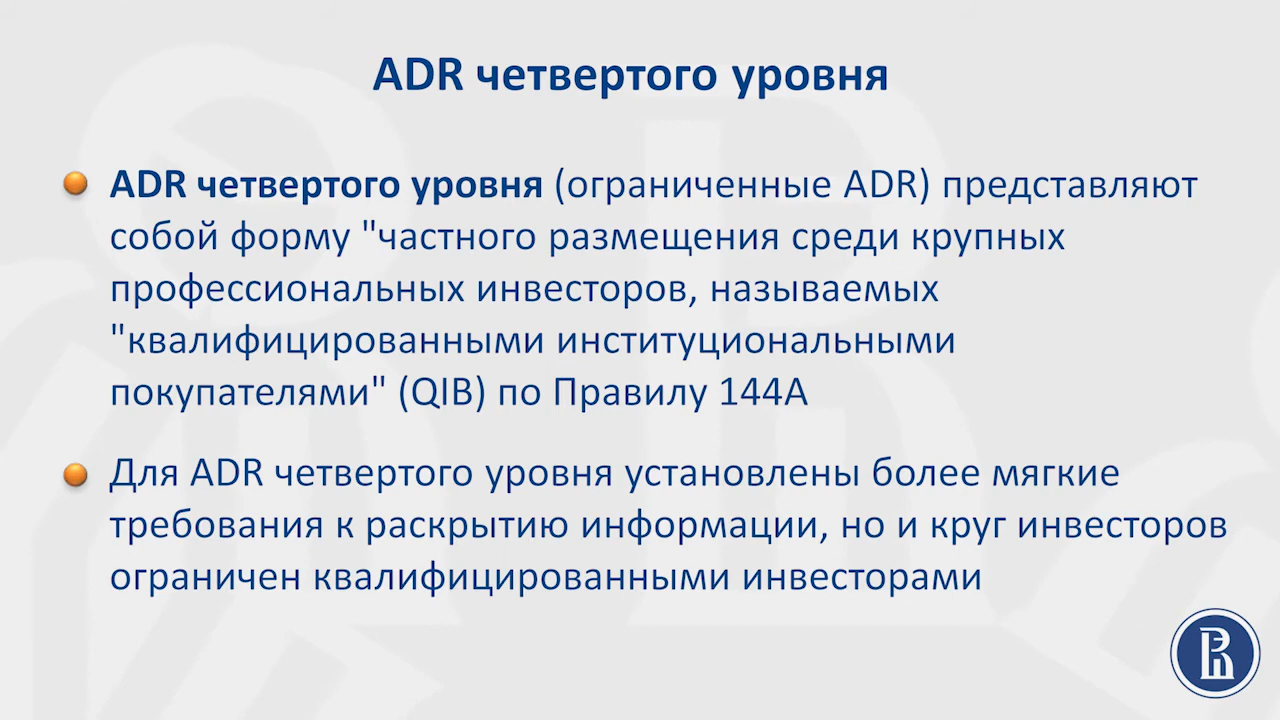 ADR четвертого уровня
ADR четвертого уровня (ограниченные ADR) представляют
собой форму "частного размещения среди крупных
профессиональных инвесторов, называемых
"квалифицированными институциональными
покупателями" (QIB) по Правилу 144А
Для ADR четвертого уровня установлены более мягкие
требования к раскрытию информации, но и круг инвесторов
ограничен квалифицированными инвесторами